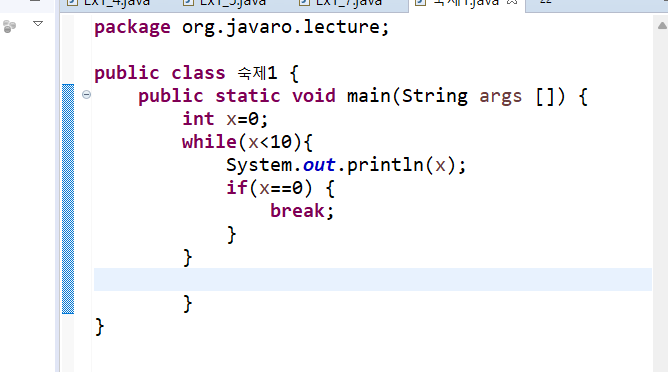 Ex1_4.java Ex1_5.java Ex1_7.java 숙제1.java 22
package org.javaro.lecture;
public class 숙제1 {
public static void main(String args []) {
int x=0;
while(x<10){
System.out.println(x);
if(x==0) {
break;
}
}
}
}